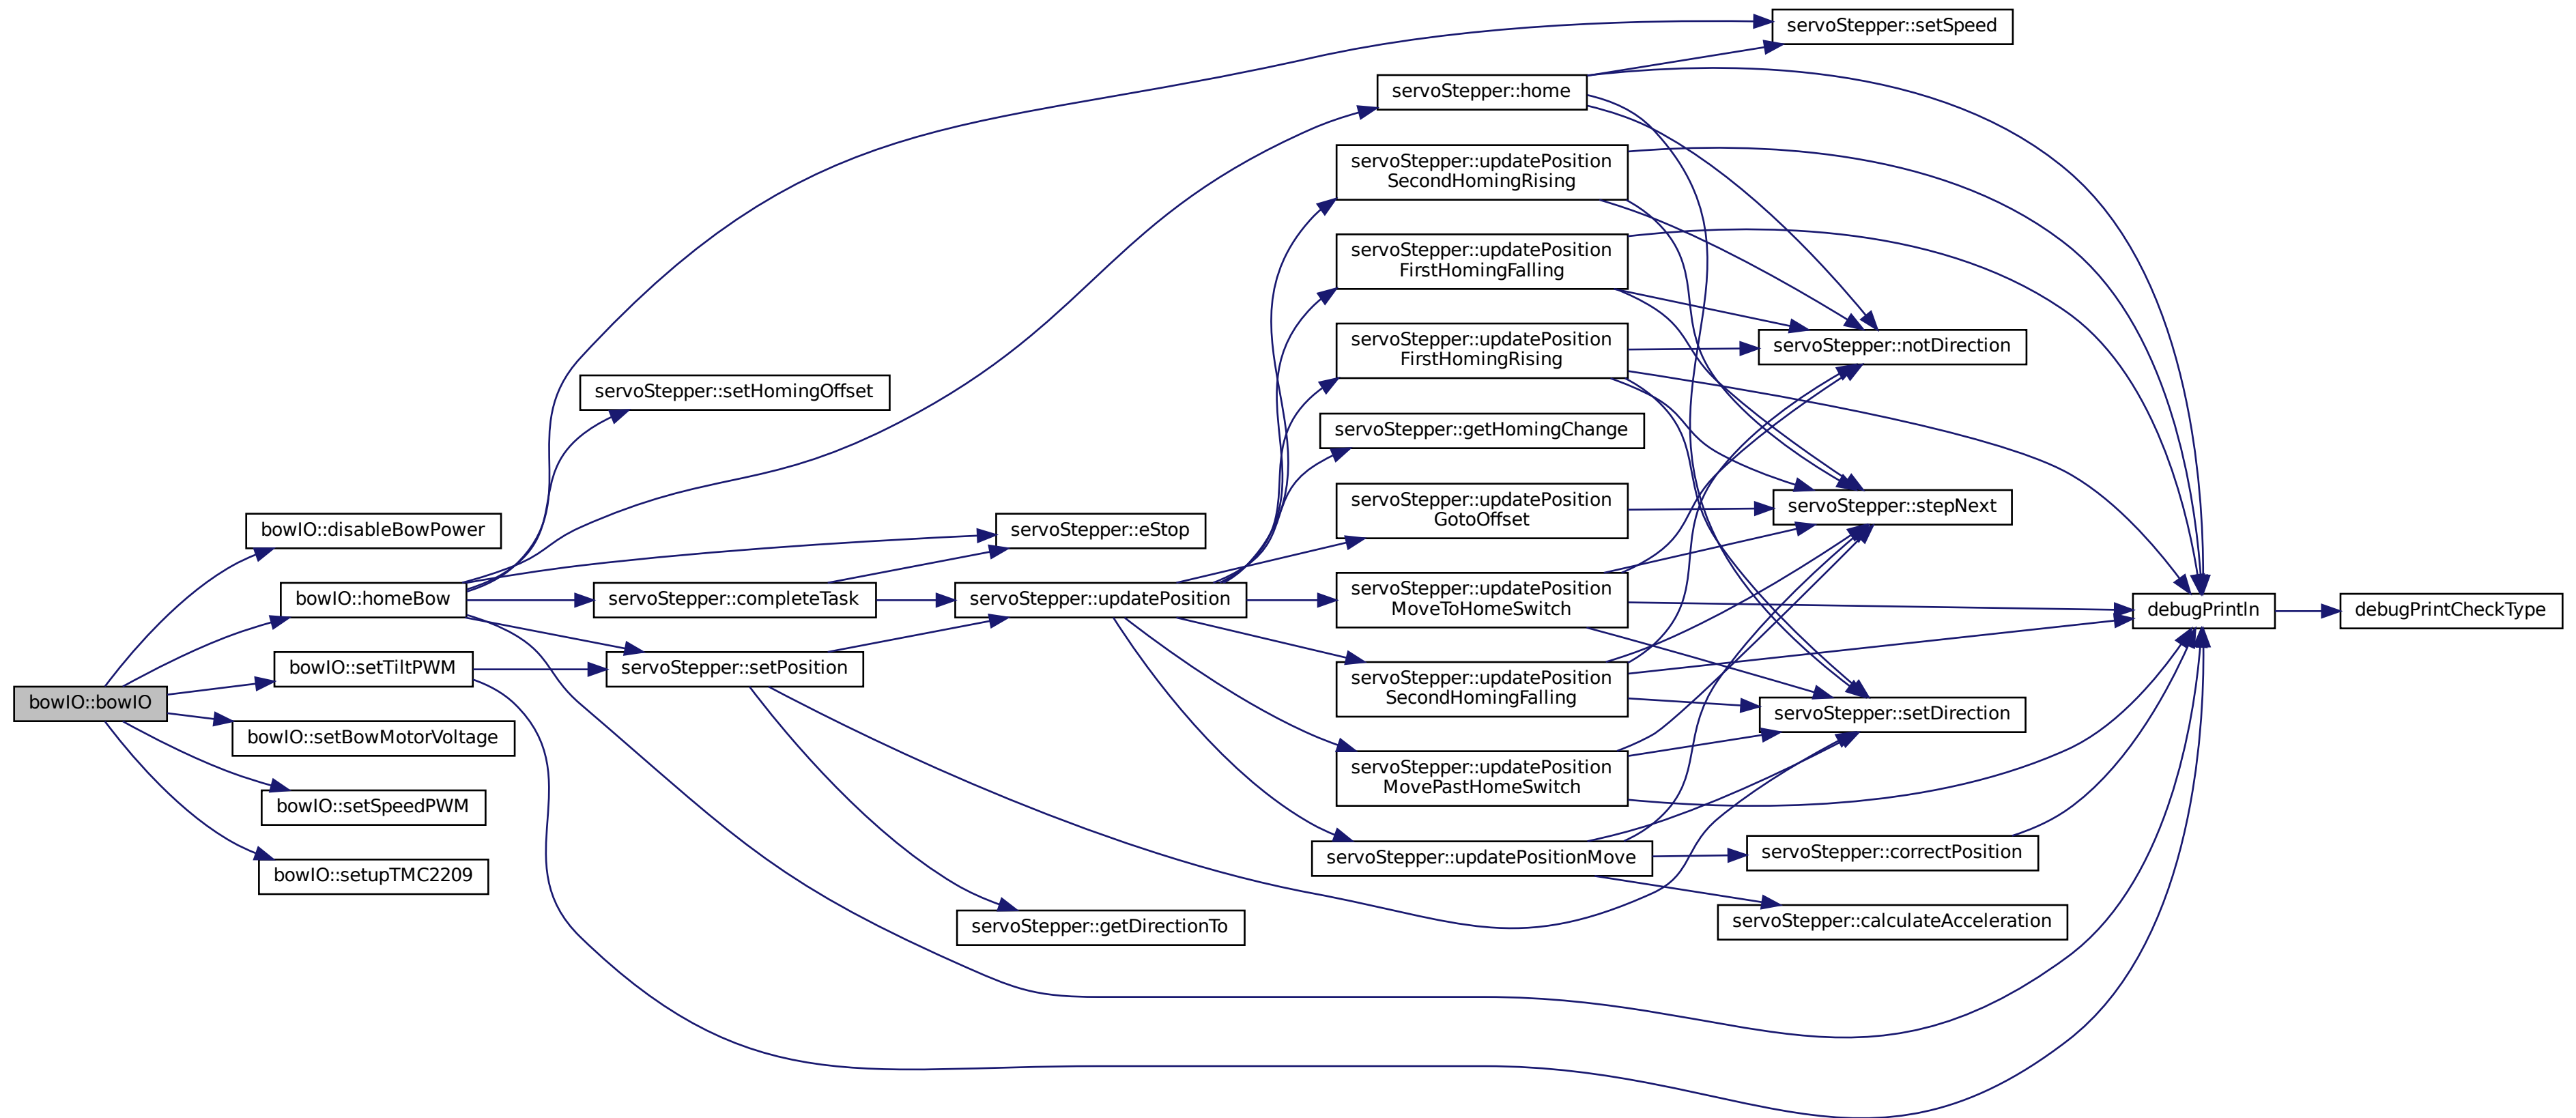 servoStepper::setSpeed
servoStepper::home
servoStepper::updatePosition
SecondHomingRising
servoStepper::updatePosition
FirstHomingFalling
servoStepper::updatePosition
FirstHomingRising
servoStepper::notDirection
servoStepper::setHomingOffset
servoStepper::getHomingChange
servoStepper::updatePosition
GotoOffset
servoStepper::stepNext
bowIO::disableBowPower
servoStepper::eStop
bowIO::homeBow
servoStepper::completeTask
servoStepper::updatePosition
servoStepper::updatePosition
MoveToHomeSwitch
debugPrintln
debugPrintCheckType
bowIO::setTiltPWM
servoStepper::setPosition
servoStepper::updatePosition
SecondHomingFalling
bowIO::bowIO
servoStepper::setDirection
bowIO::setBowMotorVoltage
servoStepper::updatePosition
MovePastHomeSwitch
bowIO::setSpeedPWM
servoStepper::updatePositionMove
servoStepper::correctPosition
bowIO::setupTMC2209
servoStepper::getDirectionTo
servoStepper::calculateAcceleration